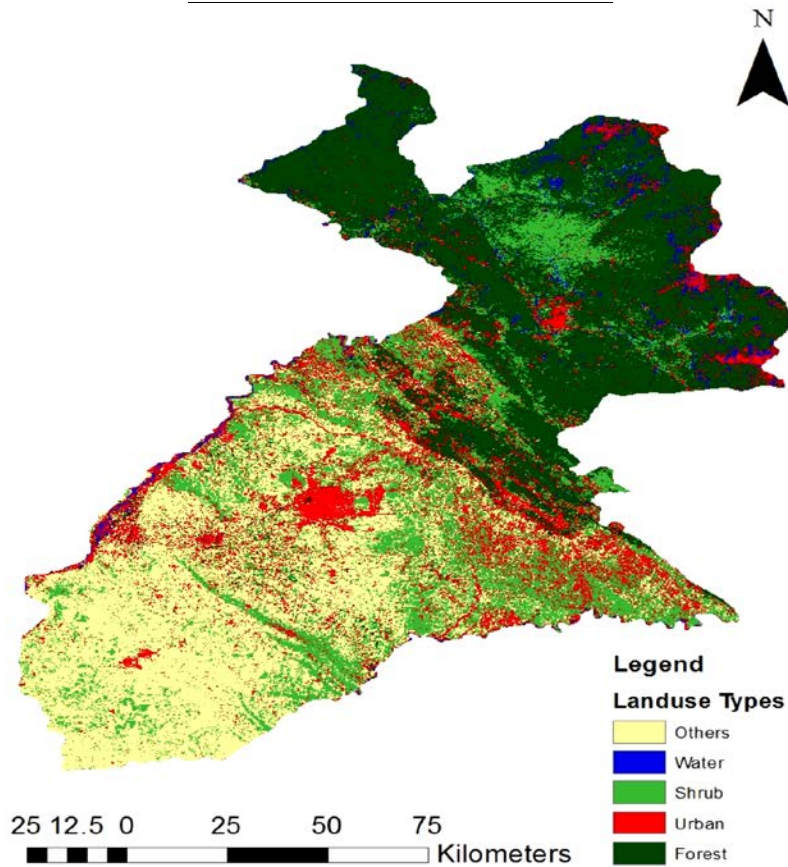 N
Legend
Landuse Types
Others
Water
Shrub
Urban
Forest
25 12.5 0 25 50 75
Kilometers